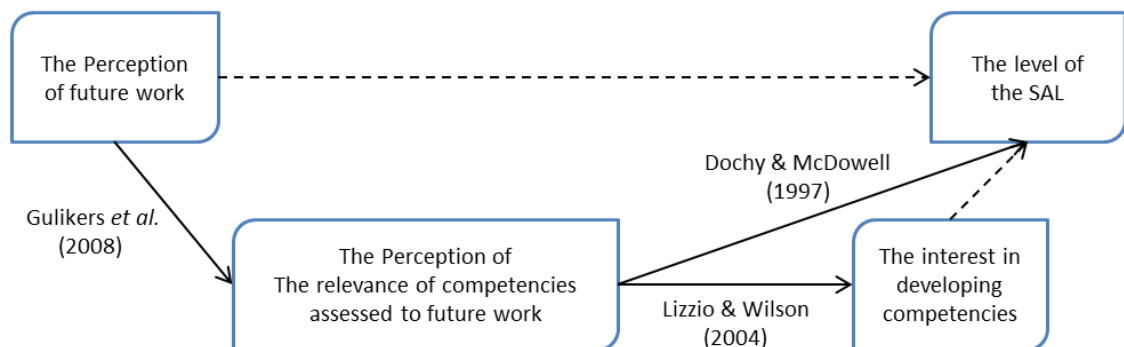 The Perception
of future work
The level of
the SAL
Dochy & McDowell
(1997)
Gulikers et al.
(2008)
The Perception of
The relevance of competencies
assessed to future work
Lizzio & Wilson
(2004)
The interest in
developing
competencies